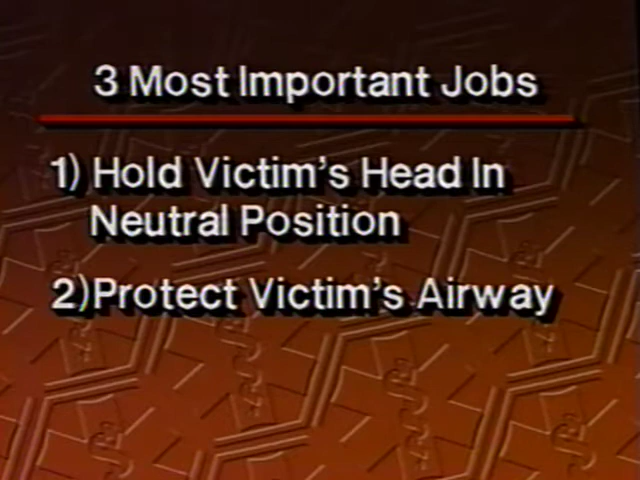 3 Most Important Jobs
1) Hold Victim's Head In
Neutral Position
2)Protect Victim's Airway